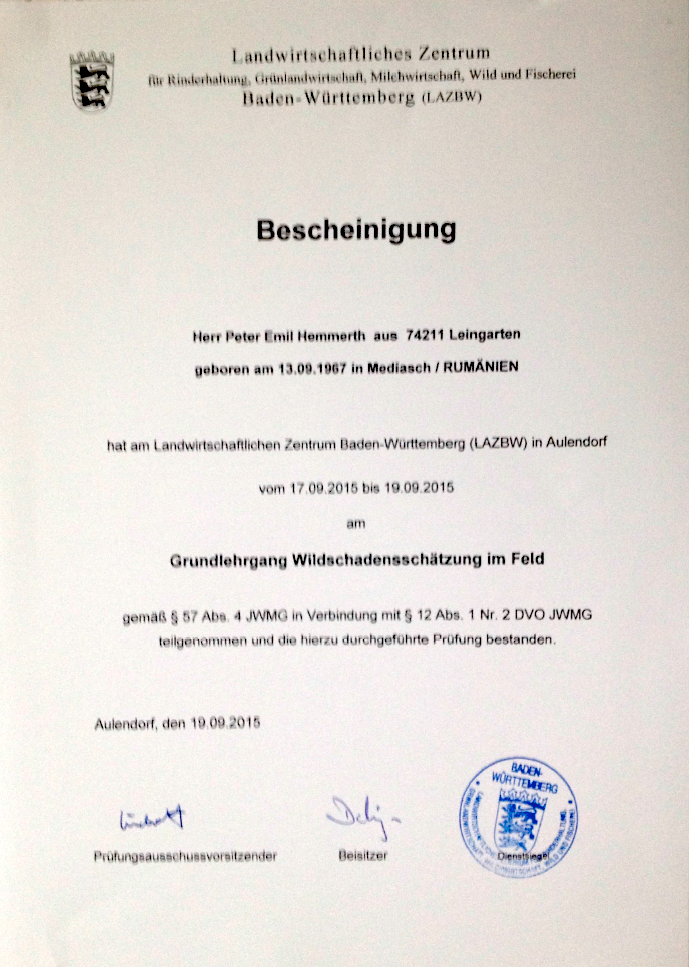 Landwirtschaftliches Zentrum
für Rinderhaltung, Grünlandwirtschaft, Milchwirtschaft, Wild und Fischerei
Baden-Württemberg (LAZBW)
Bescheinigung
Herr Peter Emil Hemmerth aus 74211 Leingarten
geboren am 13.09.1967 in Mediasch / RUMÄNIEN
hat am Landwirtschaftlichen Zentrum Baden-Württemberg (LAZBW) in Aulendorf
vom 17.09.2015 bis 19.09.2015
am
Grundlehrgang Wildschadensschätzung im Feld
gemäß § 57 Abs. 4 JWMG in Verbindung mit § 12 Abs. 1 Nr. 2 DVO JWMG
teilgenommen und die hierzu durchgeführte Prüfung bestanden.
Aulendorf, den 19.09.2015
BADEN-
WÜRTTEMBERG
Prüfungsausschussvorsitzender
Beisitzer
Dienstsiegel